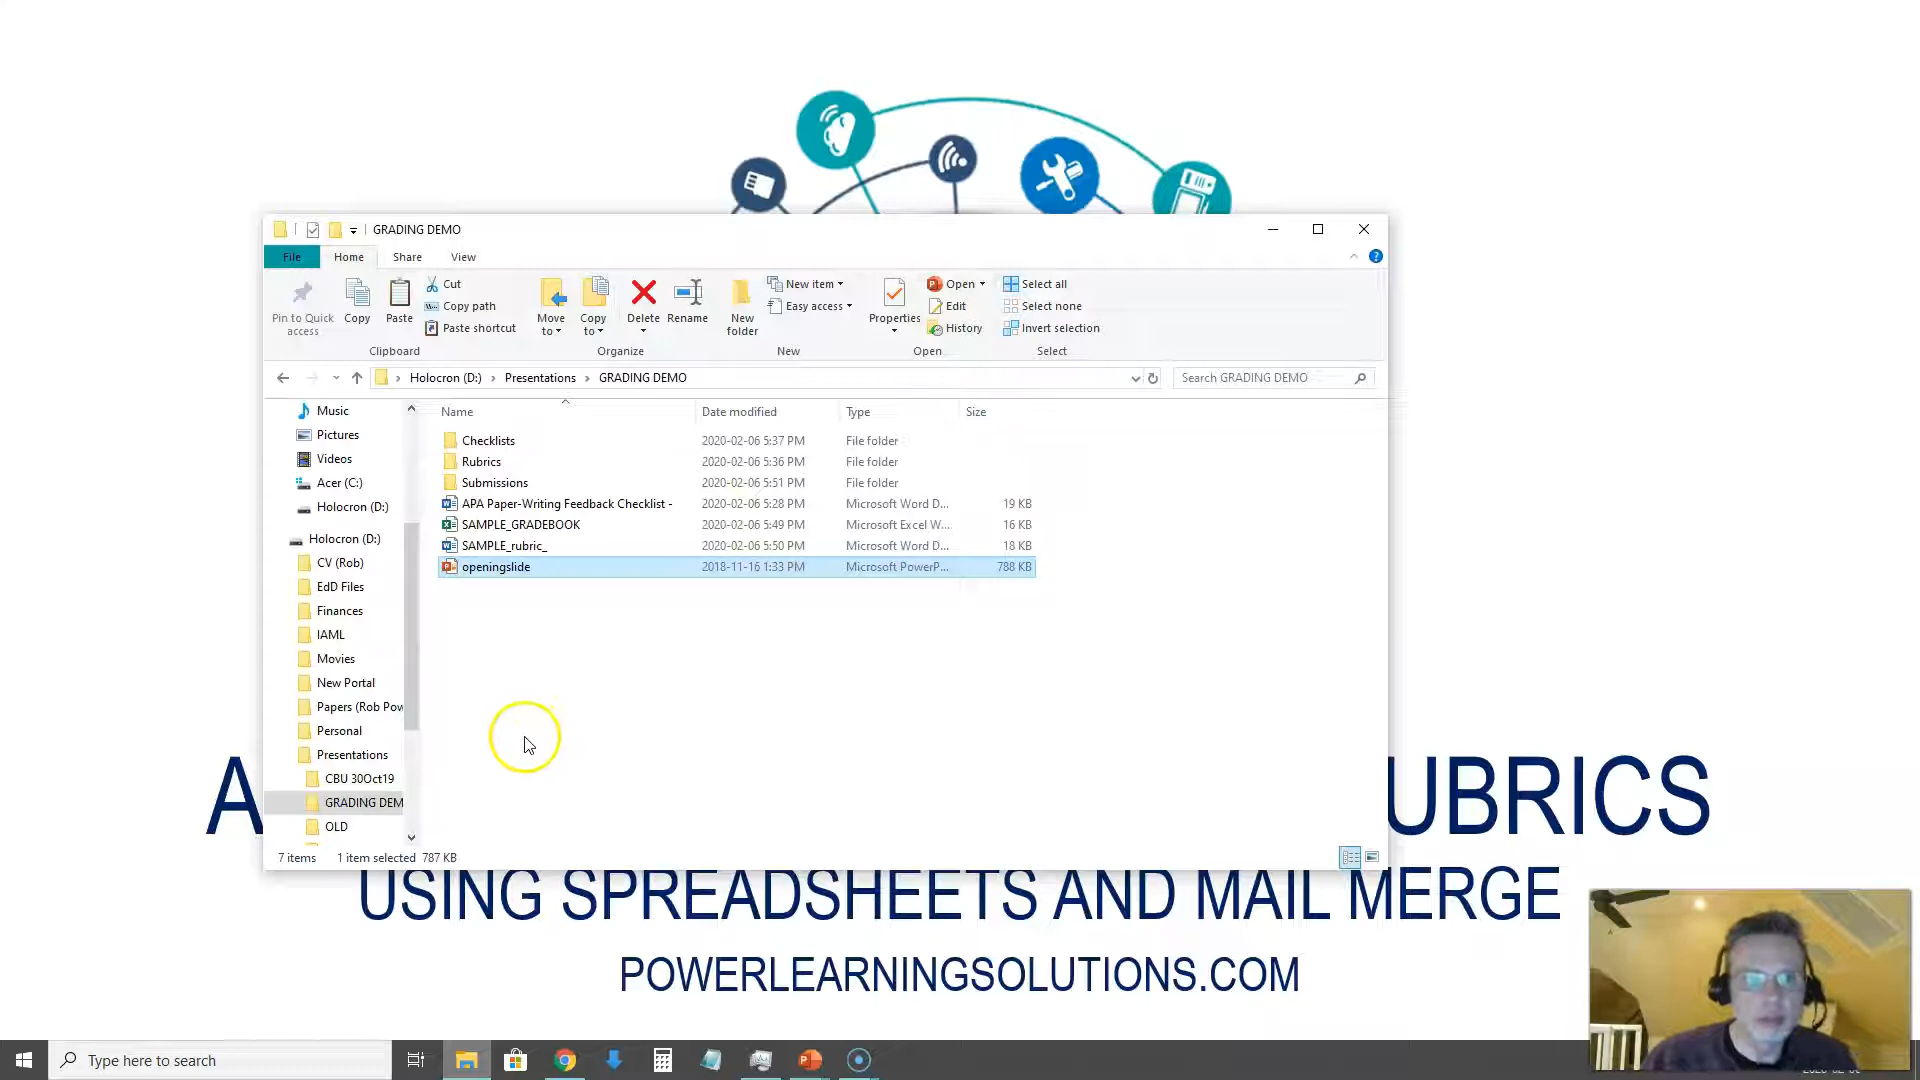 GRADING DEMO
File Home Share View
Pin to Quick access
Copy
Paste
Cut
Copy path
Paste shortcut
Clipboard
Move to
Copy to
Delete
Rename
Organize
New folder
New item
Easy access
New
Properties
Open
Edit
History
Open
Select all
Select none
Invert selection
Select
Holocron (D:) › Presentations › GRADING DEMO
Search GRADING DEMO
Music
Pictures
Videos
Acer (C:)
Holocron (D:)
Holocron (D:)
CV (Rob)
EdD Files
Finances
IAML
Movies
New Portal
Papers (Rob Pow
Personal
Presentations
CBU 30Oct19
GRADING DEM
OLD
Name Date modified Type Size
Checklists 2020-02-06 5:37 PM File folder
Rubrics 2020-02-06 5:36 PM File folder
Submissions 2020-02-06 5:51 PM File folder
APA Paper-Writing Feedback Checklist - 2020-02-06 5:28 PM Microsoft Word D... 19 KB
SAMPLE_GRADEBOOK 2020-02-06 5:49 PM Microsoft Excel W... 16 KB
SAMPLE_rubric_ 2020-02-06 5:50 PM Microsoft Word D... 18 KB
openingslide 2018-11-16 1:33 PM Microsoft PowerP... 788 KB
7 items 1 item selected 787 KB
A UBRICS
USING SPREADSHEETS AND MAIL MERGE
POWERLEARNINGSOLUTIONS.COM
Type here to search